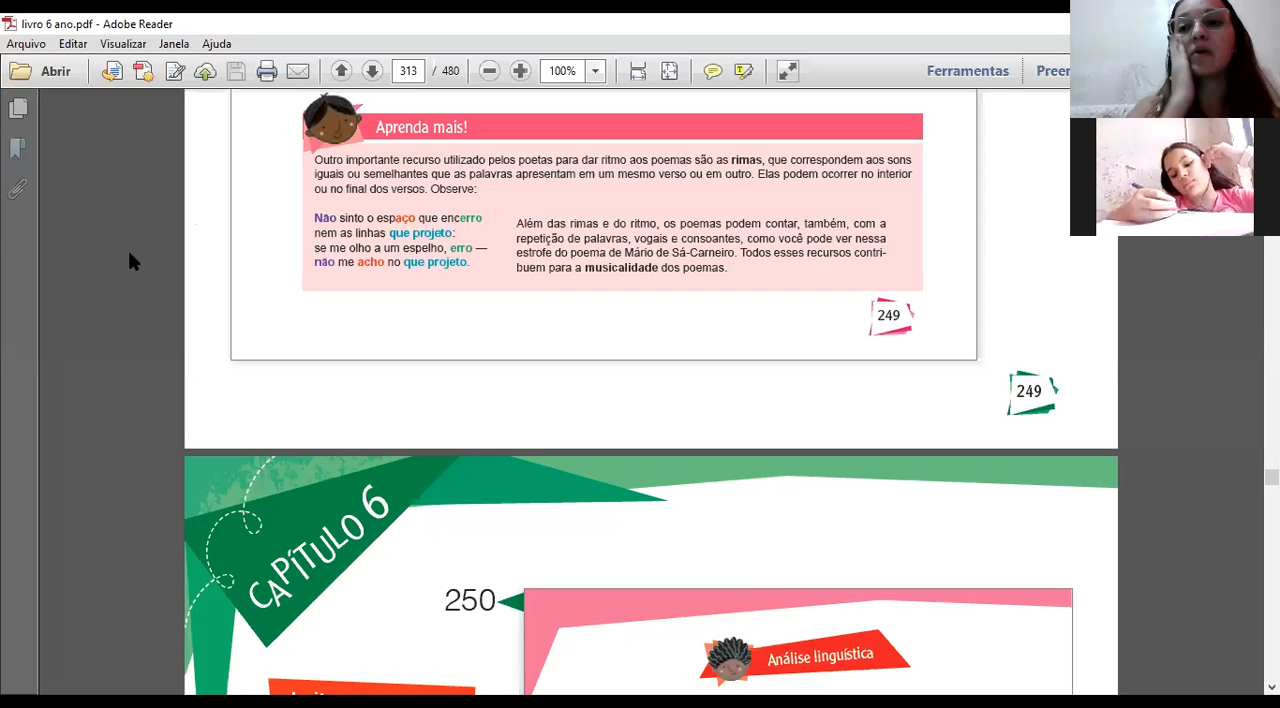 livro 6 ano.pdf - Adobe Reader
Arquivo Editar Visualizar Janela Ajuda
Abrir 313 / 480 100% Ferramentas Preer
Aprenda mais!
Outro importante recurso utilizado pelos poetas para dar ritmo aos poemas são as rimas, que correspondem aos sons
iguais ou semelhantes que as palavras apresentam em um mesmo verso ou em outro. Elas podem ocorrer no interior
ou no final dos versos. Observe:
Não sinto o espaço que encerro
nem as linhas que projeto:
se me olho a um espelho, erro —
não me acho no que projeto.
Além das rimas e do ritmo, os poemas podem contar, também, com a
repetição de palavras, vogais e consoantes, como você pode ver nessa
estrofe do poema de Mário de Sá-Carneiro. Todos esses recursos contri-
buem para a musicalidade dos poemas.
249
249
CAPÍTULO 6
250
Análise linguística